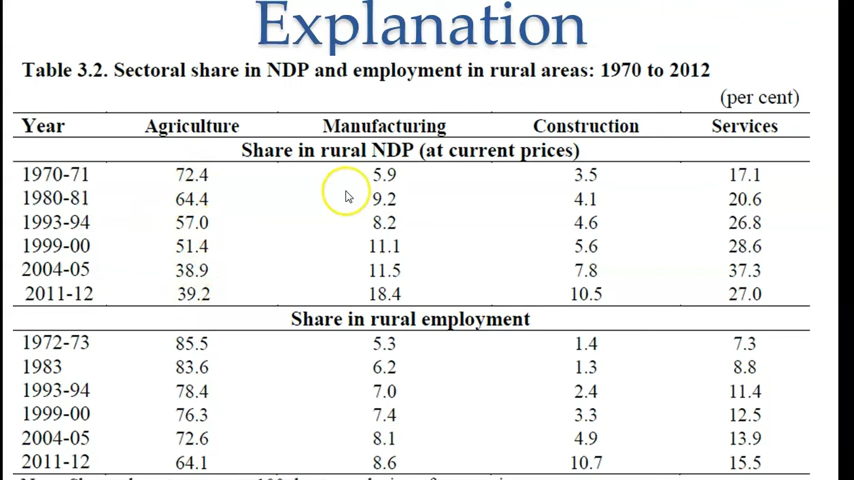 Explanation
Table 3.2. Sectoral share in NDP and employment in rural areas: 1970 to 2012
(per cent)
Year Agriculture Manufacturing Construction Services
Share in rural NDP (at current prices)
1970-71 72.4 5.9 3.5 17.1
1980-81 64.4 9.2 4.1 20.6
1993-94 57.0 8.2 4.6 26.8
1999-00 51.4 11.1 5.6 28.6
2004-05 38.9 11.5 7.8 37.3
2011-12 39.2 18.4 10.5 27.0
Share in rural employment
1972-73 85.5 5.3 1.4 7.3
1983 83.6 6.2 1.3 8.8
1993-94 78.4 7.0 2.4 11.4
1999-00 76.3 7.4 3.3 12.5
2004-05 72.6 8.1 4.9 13.9
2011-12 64.1 8.6 10.7 15.5